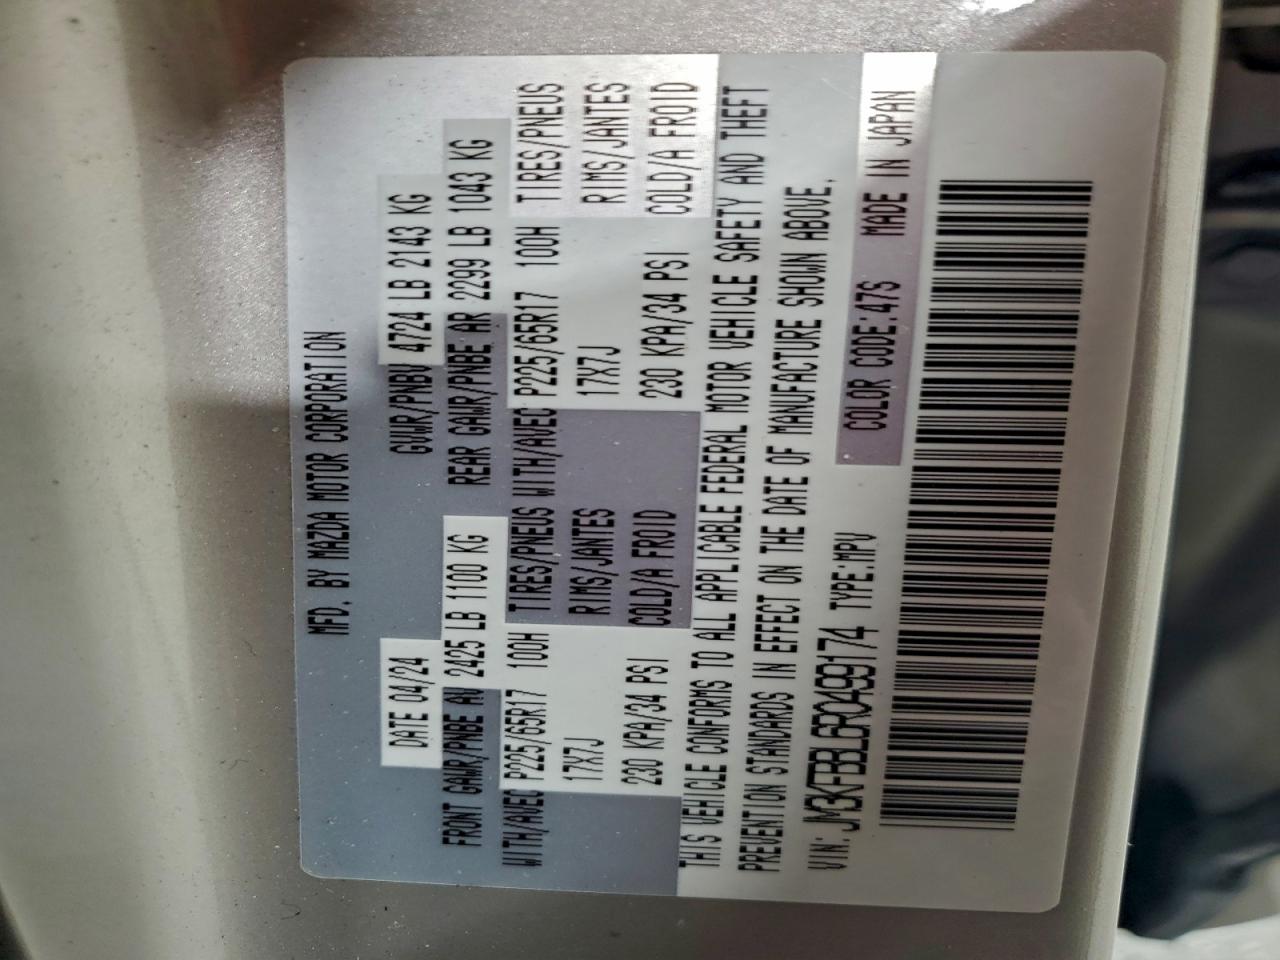 MFD. BY MAZDA MOTOR CORPORATION
DATE 04/24 GVWR/PNBV 4724 LB 2143 KG
FRONT GAWR/PNBE AV 2425 LB 1100 KG REAR GAWR/PNBE AR 2299 LB 1043 KG
WITH/AVEC P225/65R17 100H TIRES/PNEUS WITH/AVEC P225/65R17 100H TIRES/PNEUS
17X7J RIMS/JANTES 17X7J RIMS/JANTES
230 KPA/34 PSI COLD/A FROID 230 KPA/34 PSI COLD/A FROID
THIS VEHICLE CONFORMS TO ALL APPLICABLE FEDERAL MOTOR VEHICLE SAFETY AND THEFT
PREVENTION STANDARDS IN EFFECT ON THE DATE OF MANUFACTURE SHOWN ABOVE.
VIN: JM3KFBBL6R0499174 TYPE:MPV COLOR CODE:47S MADE IN JAPAN